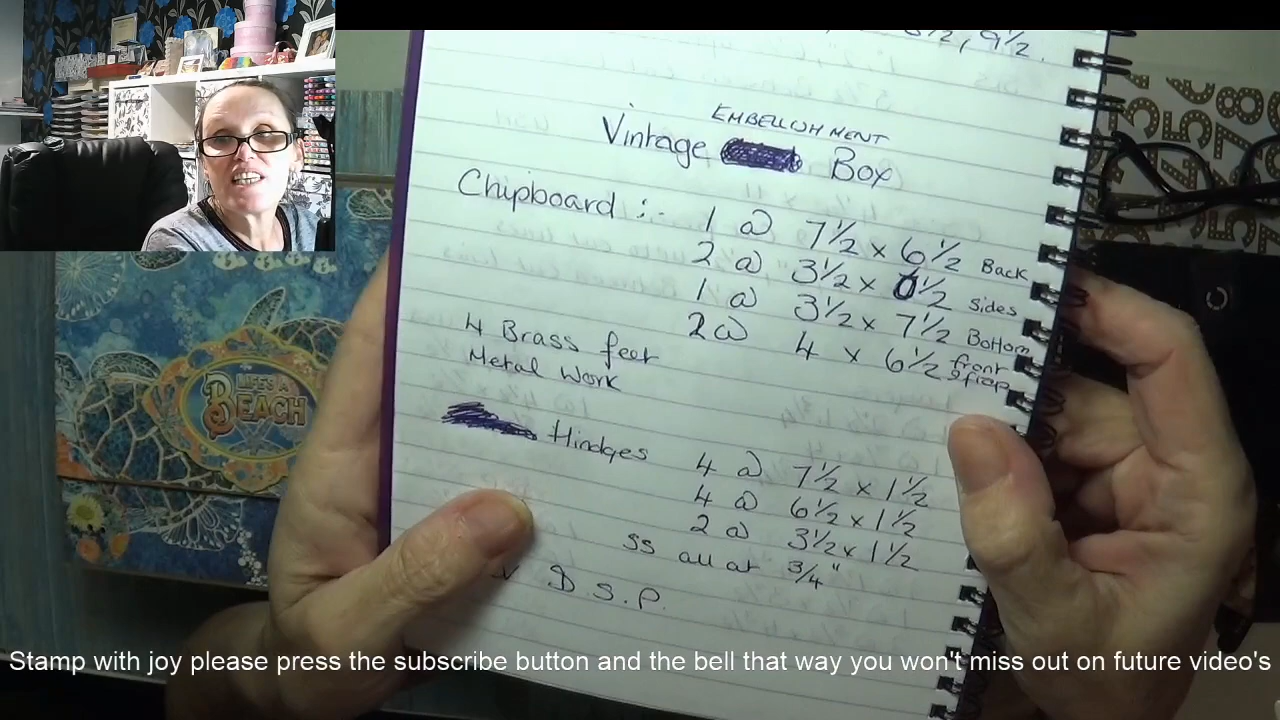 9½.
EMBELLISHMENT
Vintage Box
Chipboard :- 1 @ 7½ x 6½ Back
2 @ 3½ x 6½ sides
1 @ 3½ x 7½ Bottom
2 @ 4 x 6½ front strap
4 Brass feet
Metal Work
Hindges 4 @ 7½ x 1½
4 @ 6½ x 1½
2 @ 3½ x 1½
ss all at ¾"
D.S.P.
LIFE'S A
BEACH
Stamp with joy please press the subscribe button and the bell that way you won't miss out on future video's